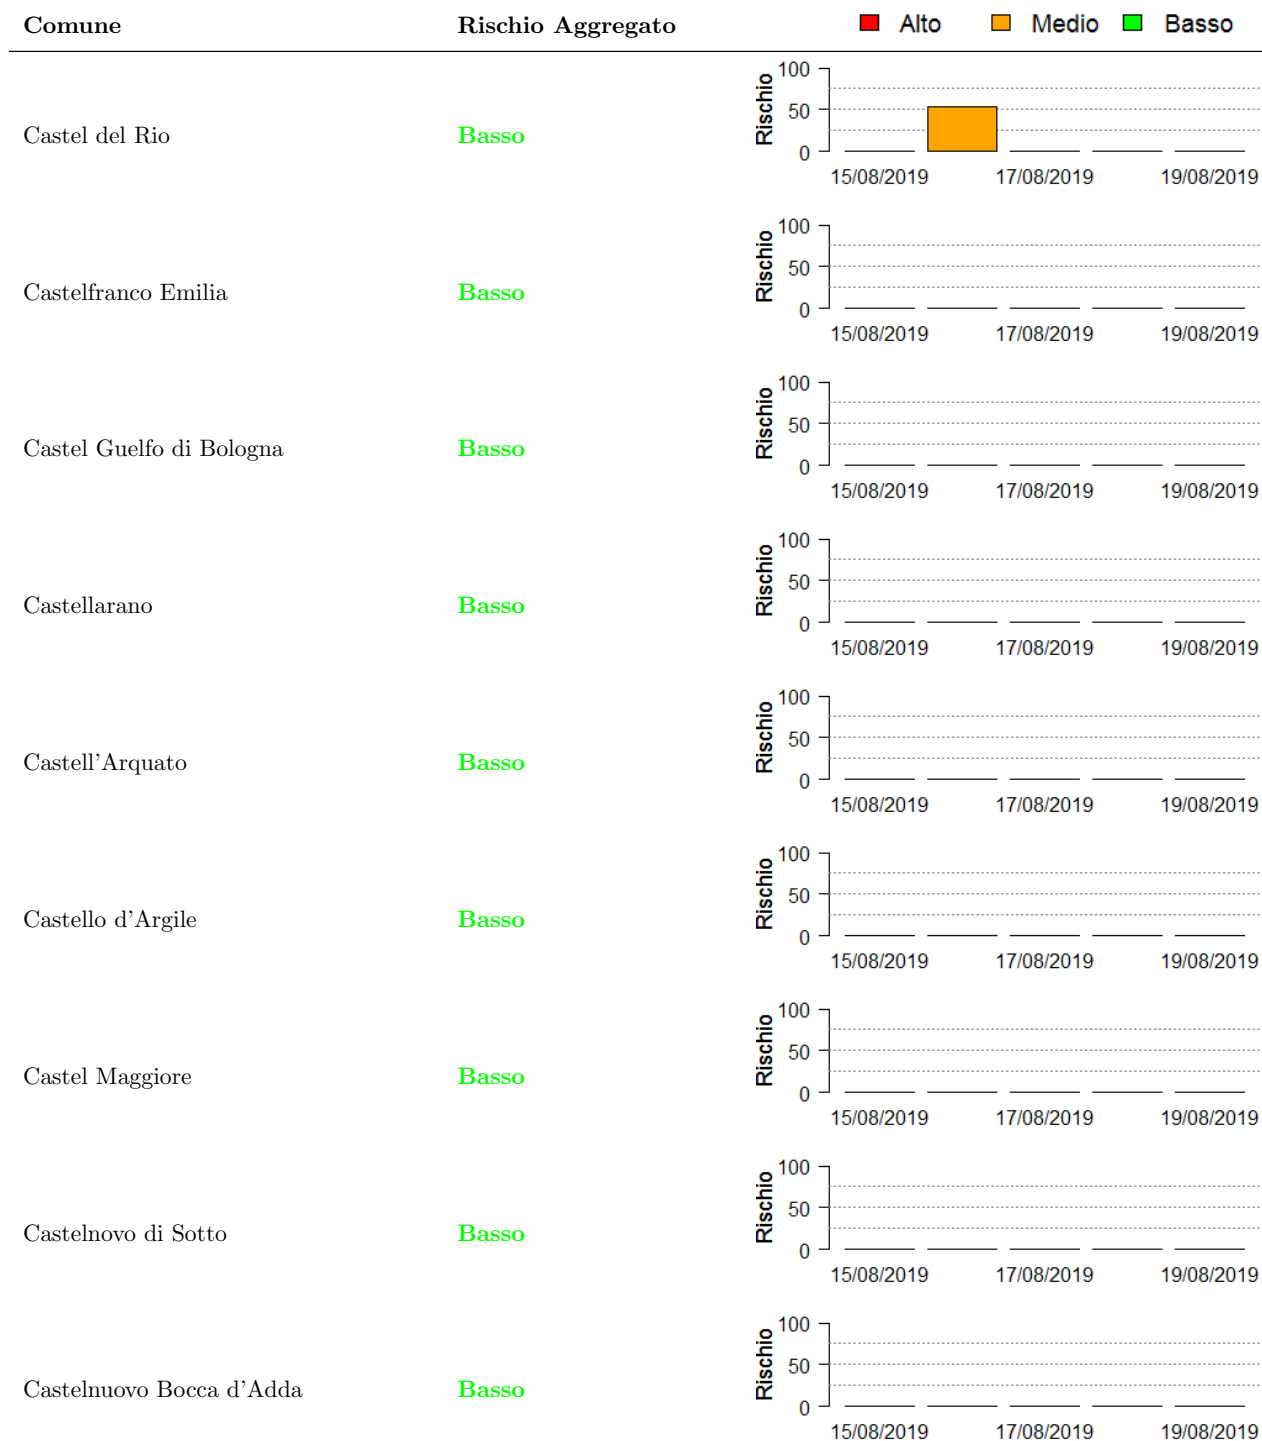 Comune Rischio Aggregato Alto Medio Basso
100
50
0
Rischio
Castel del Rio Basso
15/08/2019 17/08/2019 19/08/2019
100
50
0
Rischio
Castelfranco Emilia Basso
15/08/2019 17/08/2019 19/08/2019
100
50
0
Rischio
Castel Guelfo di Bologna Basso
15/08/2019 17/08/2019 19/08/2019
100
50
0
Rischio
Castellarano Basso
15/08/2019 17/08/2019 19/08/2019
100
50
0
Rischio
Castell'Arquato Basso
15/08/2019 17/08/2019 19/08/2019
100
50
0
Rischio
Castello d'Argile Basso
15/08/2019 17/08/2019 19/08/2019
100
50
0
Rischio
Castel Maggiore Basso
15/08/2019 17/08/2019 19/08/2019
100
50
0
Rischio
Castelnovo di Sotto Basso
15/08/2019 17/08/2019 19/08/2019
100
50
0
Rischio
Castelnuovo Bocca d'Adda Basso
15/08/2019 17/08/2019 19/08/2019